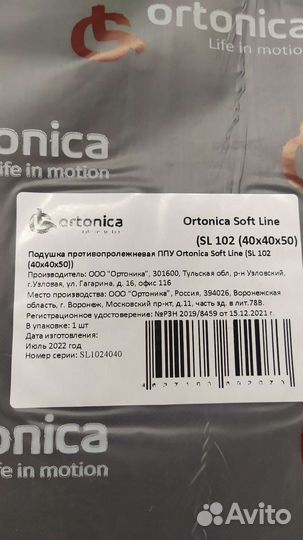 ortonica
Life in motion
ortonica
Life in motion
ortonica
Life in motion
Ortonica Soft Line
(SL 102 (40x40x50)
Подушка противопролежневая ППУ Ortonica Soft Line (SL 102
(40x40x50))
Производитель: ООО "Ортоника", 301600, Тульская обл, р-н Узловский,
г.Узловая, ул. Гагарина, д. 16, офис 116
Место производства: ООО "Ортоника", Россия, 394026, Воронежская
область, г. Воронеж, Московский пр-кт, д.11, часть зд. в лит.78В.
Регистрационное удостоверение: №РЗН 2019/8459 от 15.12.2021 г.
В упаковке: 1 шт
Дата изготовления:
Июль 2022 год
Номер серии: SL1024040
onica
fe in motion
Avito